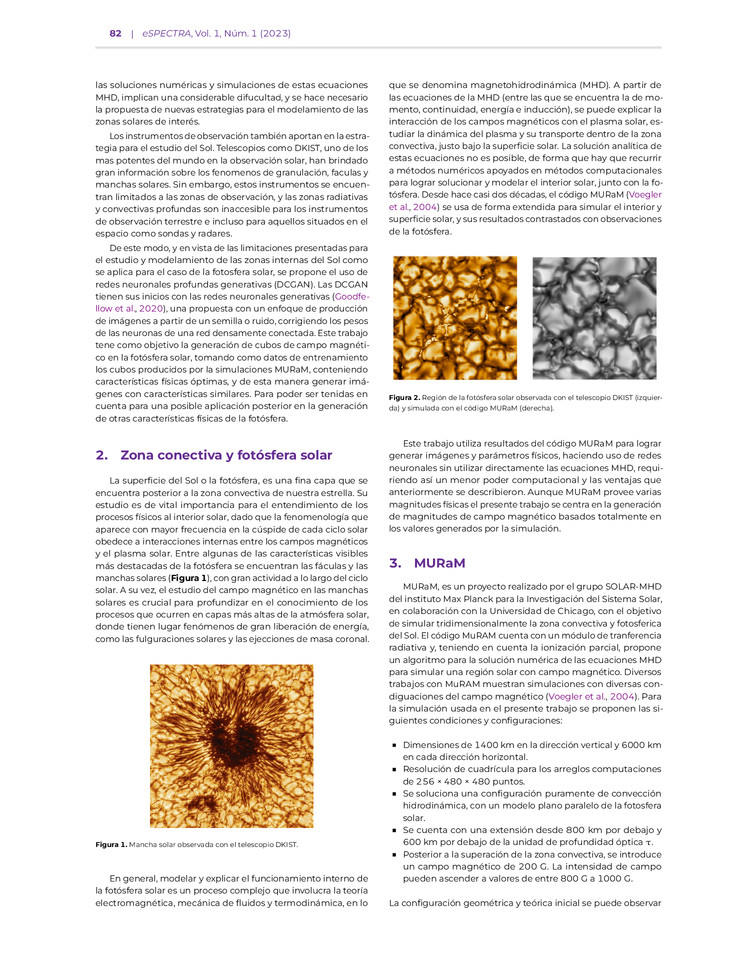 82 | eSPECTRA, Vol. 1, Núm. 1 (2023)
las soluciones numéricas y simulaciones de estas ecuaciones
MHD, implican una considerable difucultad, y se hace necesario
la propuesta de nuevas estrategias para el modelamiento de las
zonas solares de interés.
Los instrumentos de observación también aportan en la estra-
tegia para el estudio del Sol. Telescopios como DKIST, uno de los
mas potentes del mundo en la observación solar, han brindado
gran información sobre los fenomenos de granulación, faculas y
manchas solares. Sin embargo, estos instrumentos se encuen-
tran limitados a las zonas de observación, y las zonas radiativas
y convectivas profundas son inaccesible para los instrumentos
de observación terrestre e incluso para aquellos situados en el
espacio como sondas y radares.
De este modo, y en vista de las limitaciones presentadas para
el estudio y modelamiento de las zonas internas del Sol como
se aplica para el caso de la fotosfera solar, se propone el uso de
redes neuronales profundas generativas (DCGAN). Las DCGAN
tienen sus inicios con las redes neuronales generativas (Goodfe-
llow et al., 2020), una propuesta con un enfoque de producción
de imágenes a partir de un semilla o ruido, corrigiendo los pesos
de las neuronas de una red densamente conectada. Este trabajo
tene como objetivo la generación de cubos de campo magnéti-
co en la fotósfera solar, tomando como datos de entrenamiento
los cubos producidos por la simulaciones MURaM, conteniendo
características físicas óptimas, y de esta manera generar imá-
genes con características similares. Para poder ser tenidas en
cuenta para una posible aplicación posterior en la generación
de otras características físicas de la fotósfera.
2. Zona conectiva y fotósfera solar
La superficie del Sol o la fotósfera, es una fina capa que se
encuentra posterior a la zona convectiva de nuestra estrella. Su
estudio es de vital importancia para el entendimiento de los
procesos físicos al interior solar, dado que la fenomenología que
aparece con mayor frecuencia en la cúspide de cada ciclo solar
obedece a interacciones internas entre los campos magnéticos
y el plasma solar. Entre algunas de las características visibles
más destacadas de la fotósfera se encuentran las fáculas y las
manchas solares (Figura 1), con gran actividad a lo largo del ciclo
solar. A su vez, el estudio del campo magnético en las manchas
solares es crucial para profundizar en el conocimiento de los
procesos que ocurren en capas más altas de la atmósfera solar,
donde tienen lugar fenómenos de gran liberación de energía,
como las fulguraciones solares y las ejecciones de masa coronal.
Figura 1. Mancha solar observada con el telescopio DKIST.
En general, modelar y explicar el funcionamiento interno de
la fotósfera solar es un proceso complejo que involucra la teoría
electromagnética, mecánica de fluidos y termodinámica, en lo
que se denomina magnetohidrodinámica (MHD). A partir de
las ecuaciones de la MHD (entre las que se encuentra la de mo-
mento, continuidad, energía e inducción), se puede explicar la
interacción de los campos magnéticos con el plasma solar, es-
tudiar la dinámica del plasma y su transporte dentro de la zona
convectiva, justo bajo la superficie solar. La solución analítica de
estas ecuaciones no es posible, de forma que hay que recurrir
a métodos numéricos apoyados en métodos computacionales
para lograr solucionar y modelar el interior solar, junto con la fo-
tósfera. Desde hace casi dos décadas, el código MURaM (Voegler
et al., 2004) se usa de forma extendida para simular el interior y
superficie solar, y sus resultados contrastados con observaciones
de la fotósfera.
Figura 2. Región de la fotósfera solar observada con el telescopio DKIST (izquier-
da) y simulada con el código MURaM (derecha).
Este trabajo utiliza resultados del código MURaM para lograr
generar imágenes y parámetros físicos, haciendo uso de redes
neuronales sin utilizar directamente las ecuaciones MHD, requi-
riendo así un menor poder computacional y las ventajas que
anteriormente se describieron. Aunque MURaM provee varias
magnitudes físicas el presente trabajo se centra en la generación
de magnitudes de campo magnético basados totalmente en
los valores generados por la simulación.
3. MURaM
MURaM, es un proyecto realizado por el grupo SOLAR-MHD
del instituto Max Planck para la Investigación del Sistema Solar,
en colaboración con la Universidad de Chicago, con el objetivo
de simular tridimensionalmente la zona convectiva y fotosferica
del Sol. El código MuRAM cuenta con un módulo de tranferencia
radiativa y, teniendo en cuenta la ionización parcial, propone
un algoritmo para la solución numérica de las ecuaciones MHD
para simular una región solar con campo magnético. Diversos
trabajos con MuRAM muestran simulaciones con diversas con-
diguaciones del campo magnético (Voegler et al., 2004). Para
la simulación usada en el presente trabajo se proponen las si-
guientes condiciones y configuraciones:
▪ Dimensiones de 1400 km en la dirección vertical y 6000 km
en cada dirección horizontal.
▪ Resolución de cuadrícula para los arreglos computaciones
de 256 × 480 × 480 puntos.
▪ Se soluciona una configuración puramente de convección
hidrodinámica, con un modelo plano paralelo de la fotosfera
solar.
▪ Se cuenta con una extensión desde 800 km por debajo y
600 km por debajo de la unidad de profundidad óptica τ.
▪ Posterior a la superación de la zona convectiva, se introduce
un campo magnético de 200 G. La intensidad de campo
pueden ascender a valores de entre 800 G a 1000 G.
La configuración geométrica y teórica inicial se puede observar